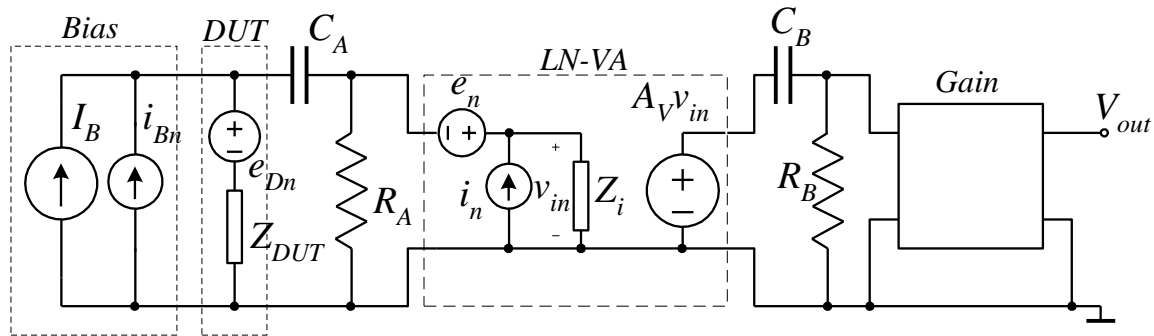 Bias
DUT
C_A
LN-VA
C_B
Gain
I_B
i_Bn
+
−
e_Dn
Z_DUT
R_A
e_n
− +
i_n
+
v_in
−
Z_i
A_V v_in
+
−
R_B
V_out